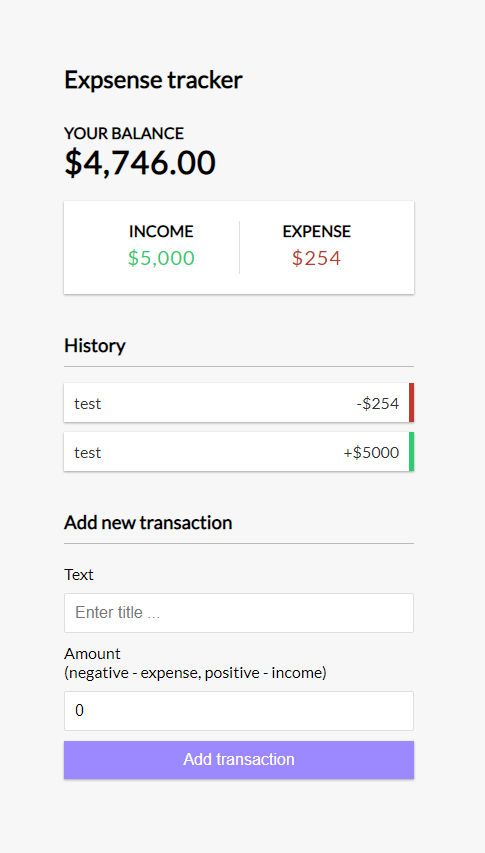 Expsense tracker
YOUR BALANCE
$4,746.00
INCOME EXPENSE
$5,000 $254
History
test -$254
test +$5000
Add new transaction
Text
Enter title ...
Amount
(negative - expense, positive - income)
0
Add transaction